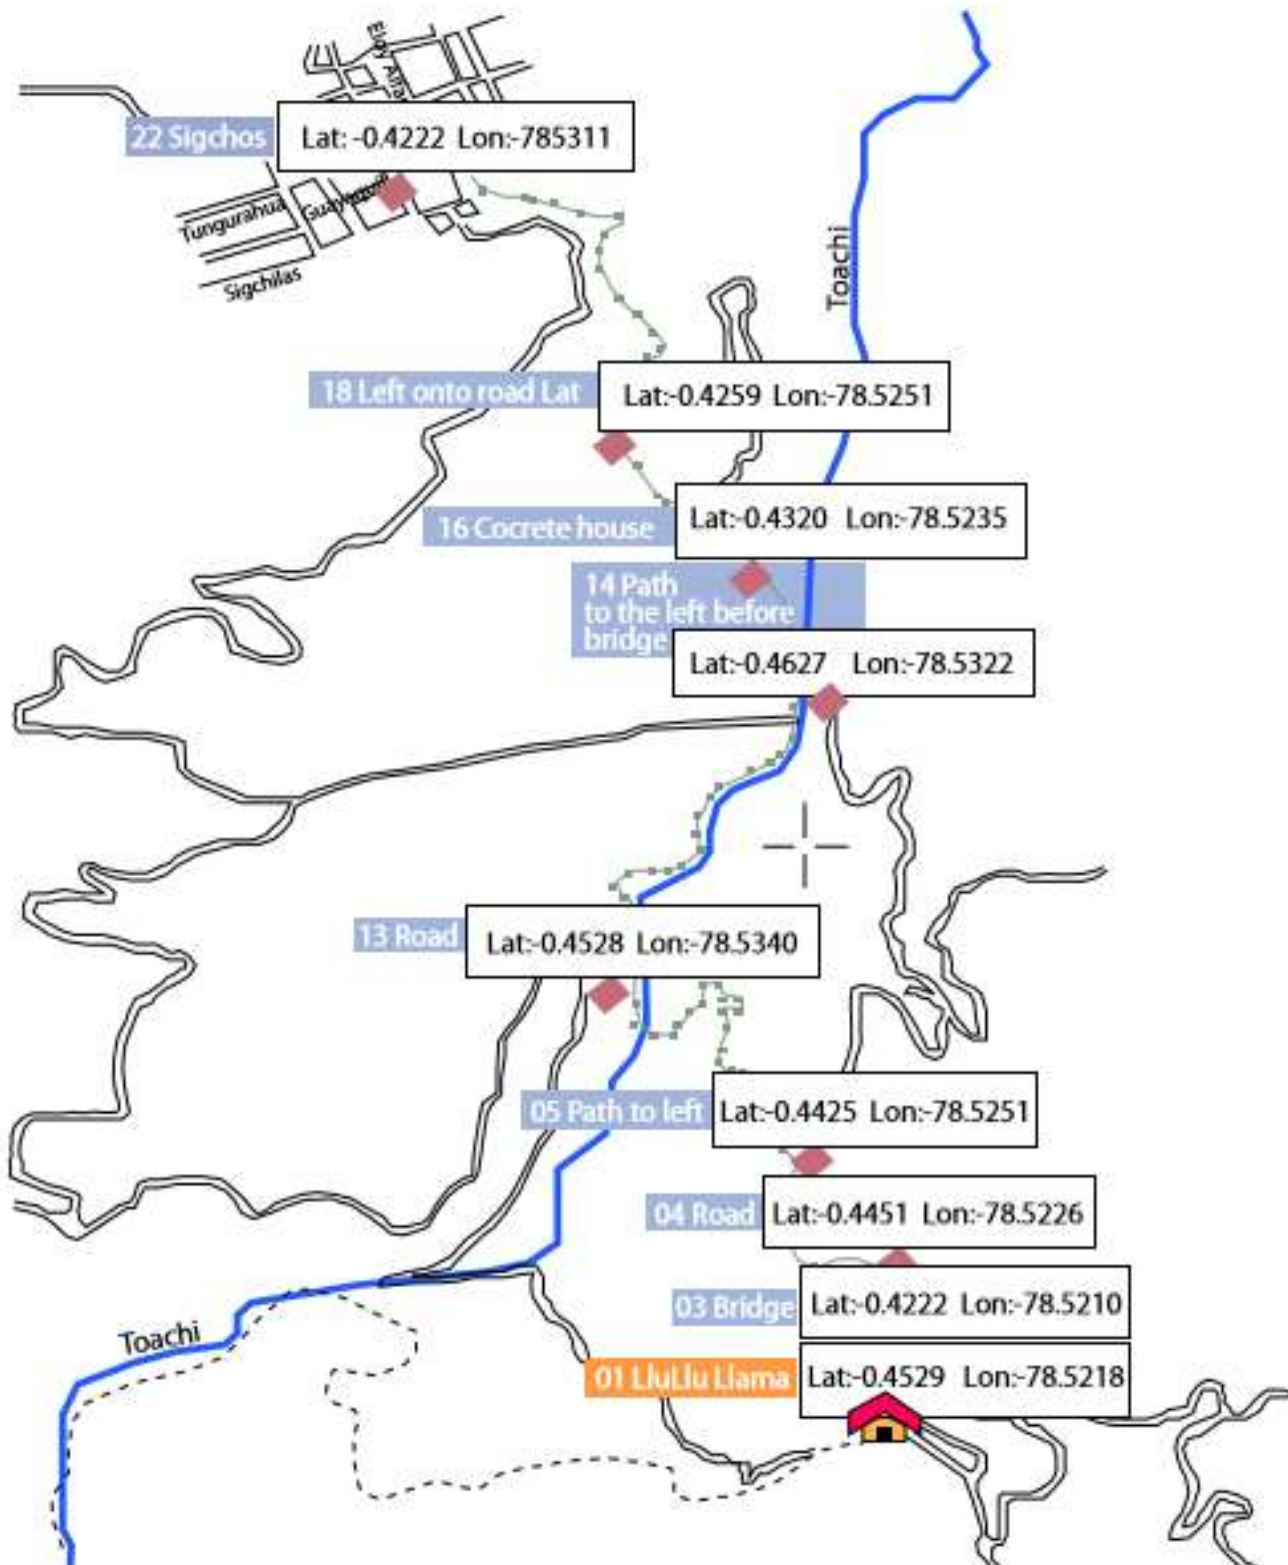 Eloy Alfa
22 Sigchos
Lat: -0.4222 Lon:-785311
Tungurahua
Sigchilas
Toachi
18 Left onto road Lat
Lat:-0.4259 Lon:-78.5251
16 Cocrete house
Lat:-0.4320 Lon:-78.5235
14 Path
to the left before
bridge
Lat:-0.4627 Lon:-78.5322
13 Road
Lat:-0.4528 Lon:-78.5340
05 Path to left
Lat:-0.4425 Lon:-78.5251
04 Road
Lat:-0.4451 Lon:-78.5226
03 Bridge
Lat:-0.4222 Lon:-78.5210
Toachi
01 LluLlu Llama
Lat:-0.4529 Lon:-78.5218